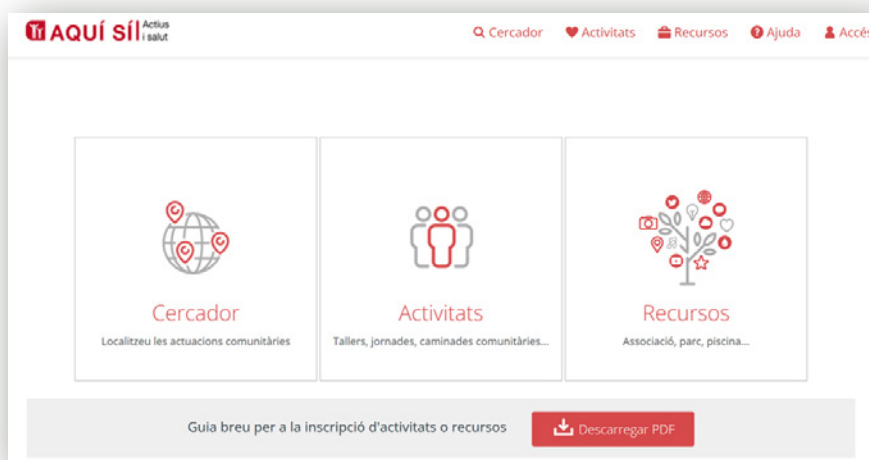 AQUÍ SÍ! Actius i salut
Cercador Activitats Recursos Ajuda Accés
Cercador
Localitzeu les actuacions comunitàries
Activitats
Tallers, jornades, caminades comunitàries...
Recursos
Associació, parc, piscina...
Guia breu per a la inscripció d'activitats o recursos
Descarregar PDF